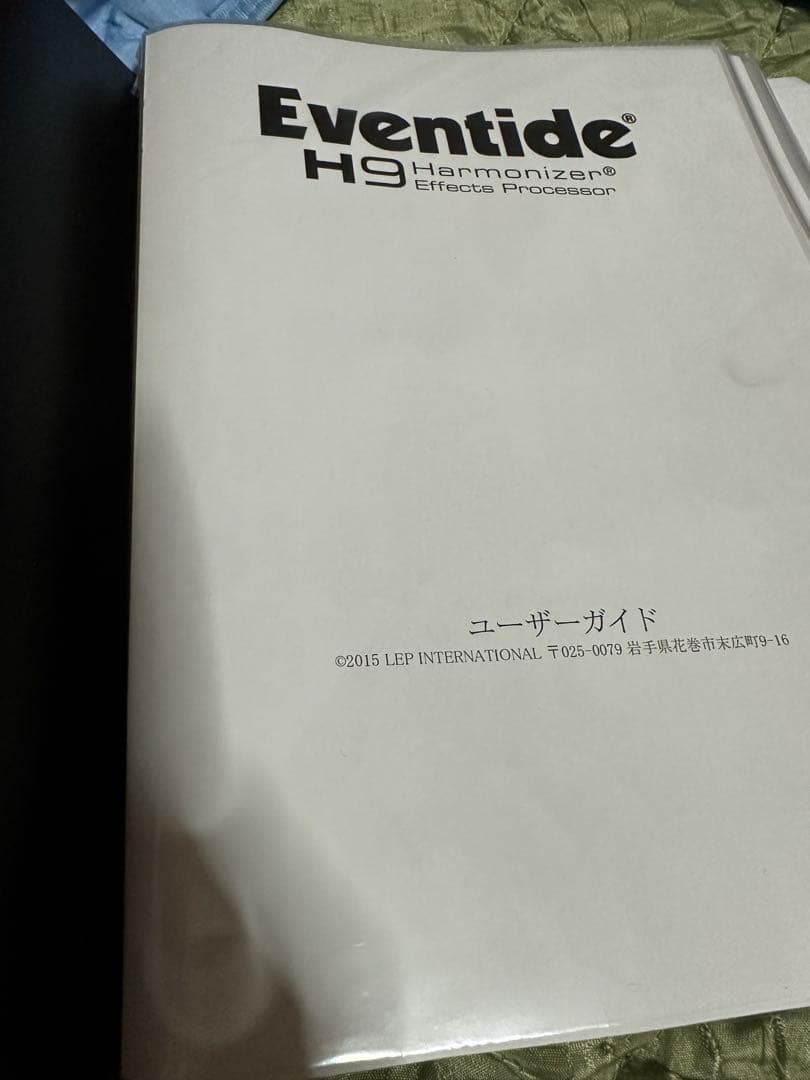 Eventide®
H9 Harmonizer®
Effects Processor
ユーザーガイド
©2015 LEP INTERNATIONAL 〒025-0079 岩手県花巻市末広町9-16